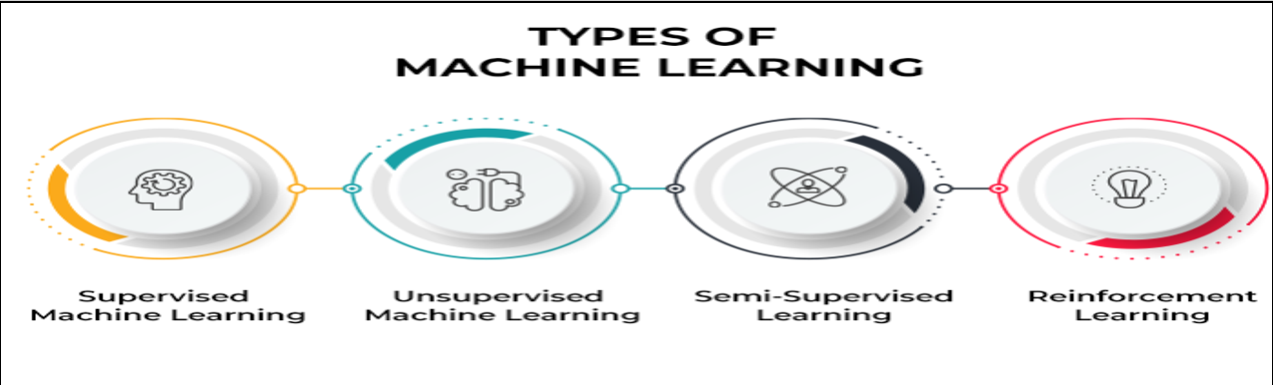 TYPES OF
MACHINE LEARNING
Supervised
Machine Learning
Unsupervised
Machine Learning
Semi-Supervised
Learning
Reinforcement
Learning